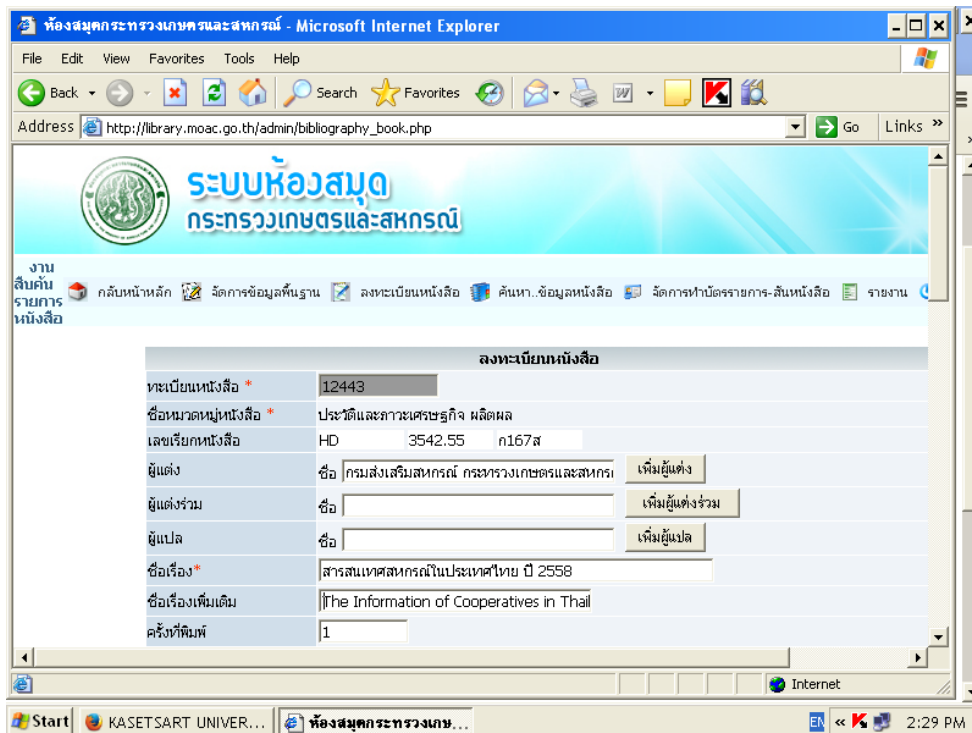 ห้องสมุดกระทรวงเกษตรและสหกรณ์ - Microsoft Internet Explorer
File Edit View Favorites Tools Help
Back Search Favorites
Address http://library.moac.go.th/admin/bibliography_book.php Go Links »
ระบบห้องสมุด
กระทรวงเกษตรและสหกรณ์
งาน
สืบค้น
รายการ
หนังสือ
กลับหน้าหลัก จัดการข้อมูลพื้นฐาน ลงทะเบียนหนังสือ ค้นหา..ข้อมูลหนังสือ จัดการทำบัตรรายการ-สันหนังสือ รายงาน
ลงทะเบียนหนังสือ
ทะเบียนหนังสือ * 12443
ชื่อหมวดหมู่หนังสือ * ประวัติและภาวะเศรษฐกิจ ผลิตผล
เลขเรียกหนังสือ HD 3542.55 ก167ส
ผู้แต่ง ชื่อ กรมส่งเสริมสหกรณ์ กระทรวงเกษตรและสหกรณ เพิ่มผู้แต่ง
ผู้แต่งร่วม ชื่อ เพิ่มผู้แต่งร่วม
ผู้แปล ชื่อ เพิ่มผู้แปล
ชื่อเรื่อง* สารสนเทศสหกรณ์ในประเทศไทย ปี 2558
ชื่อเรื่องเพิ่มเติม The Information of Cooperatives in Thail
ครั้งที่พิมพ์ 1
Internet
Start KASETSART UNIVER... ห้องสมุดกระทรวงเกษ... EN « 2:29 PM